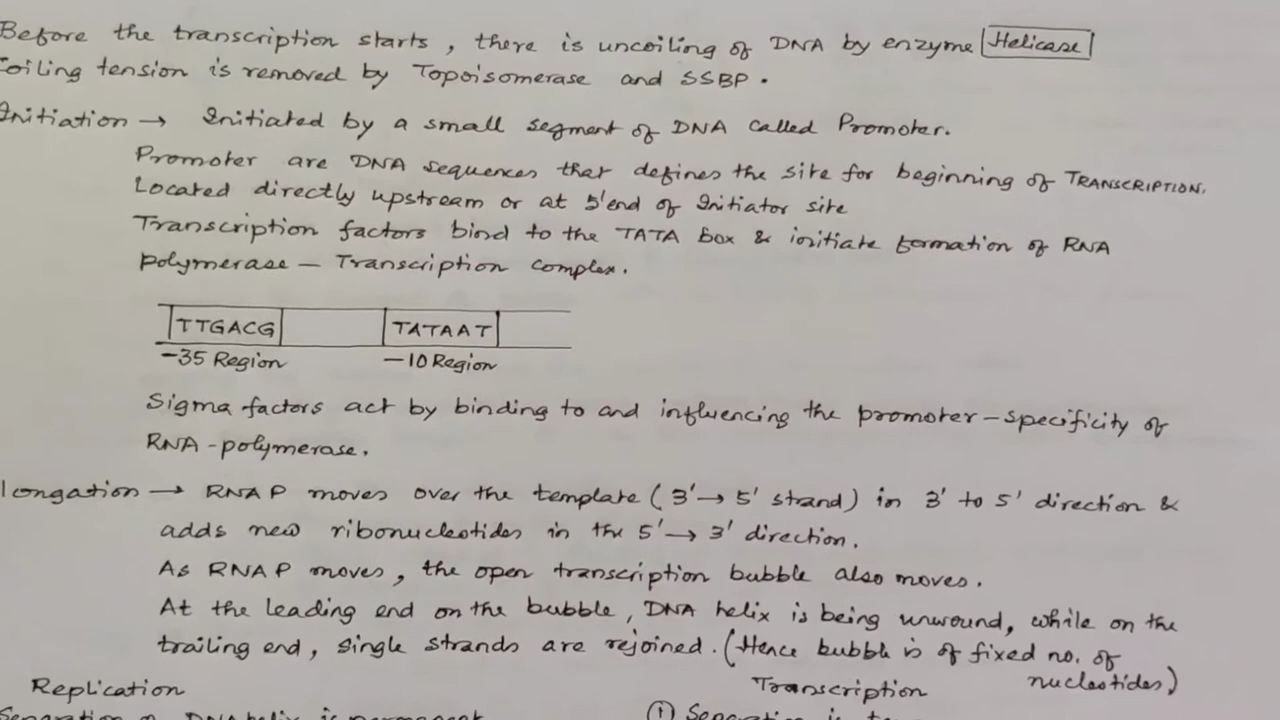 Before the transcription starts, there is uncoiling of DNA by enzyme Helicase
oiling tension is removed by Topoisomerase and SSBP.
Initiation → Initiated by a small segment of DNA called Promoter.
Promoter are DNA sequences that defines the site for beginning of TRANSCRIPTION.
Located directly upstream or at 5' end of Initiator site
Transcription factors bind to the TATA box & initiate formation of RNA
polymerase – Transcription complex.
TTGACG TATAAT
-35 Region -10 Region
Sigma factors act by binding to and influencing the promoter-specificity of
RNA-polymerase.
longation → RNAP moves over the template (3' → 5' strand) in 3' to 5' direction &
adds new ribonucleotides in the 5' → 3' direction.
As RNAP moves, the open transcription bubble also moves.
At the leading end on the bubble, DNA helix is being unwound, while on the
trailing end, single strands are rejoined. (Hence bubble is of fixed no. of
nucleotides)
Replication Transcription